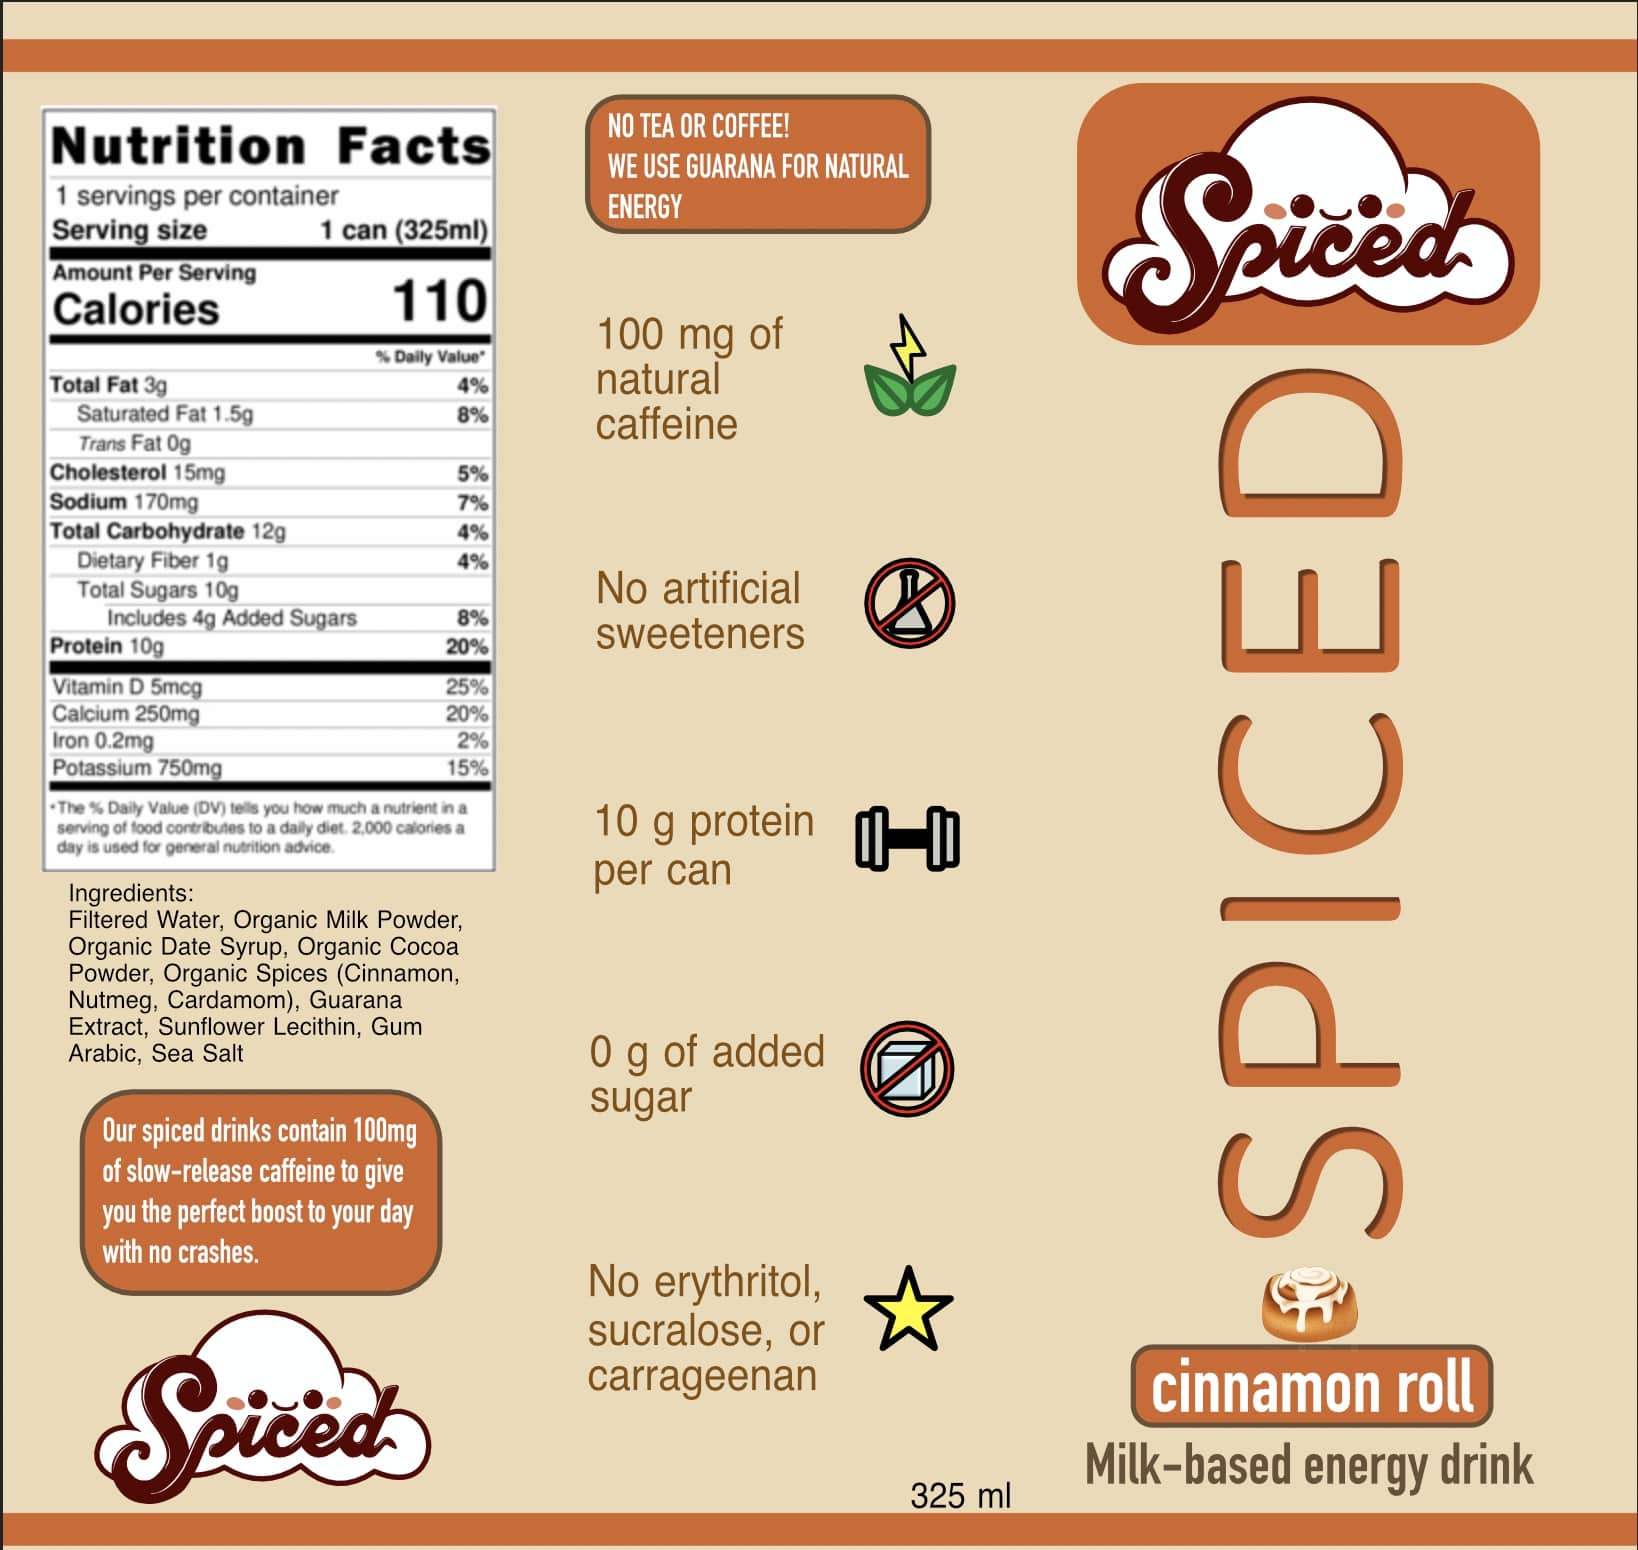 Nutrition Facts
1 servings per container
Serving size 1 can (325ml)
Amount Per Serving
Calories 110
% Daily Value*
Total Fat 3g 4%
Saturated Fat 1.5g 8%
Trans Fat 0g
Cholesterol 15mg 5%
Sodium 170mg 7%
Total Carbohydrate 12g 4%
Dietary Fiber 1g 4%
Total Sugars 10g
Includes 4g Added Sugars 8%
Protein 10g 20%
Vitamin D 5mcg 25%
Calcium 250mg 20%
Iron 0.2mg 2%
Potassium 750mg 15%
*The % Daily Value (DV) tells you how much a nutrient in a
serving of food contributes to a daily diet. 2,000 calories a
day is used for general nutrition advice.
Ingredients:
Filtered Water, Organic Milk Powder,
Organic Date Syrup, Organic Cocoa
Powder, Organic Spices (Cinnamon,
Nutmeg, Cardamom), Guarana
Extract, Sunflower Lecithin, Gum
Arabic, Sea Salt
Our spiced drinks contain 100mg
of slow-release caffeine to give
you the perfect boost to your day
with no crashes.
Spiced
NO TEA OR COFFEE!
WE USE GUARANA FOR NATURAL
ENERGY
100 mg of
natural
caffeine
No artificial
sweeteners
10 g protein
per can
0 g of added
sugar
No erythritol,
sucralose, or
carrageenan
325 ml
Spiced
SPICED
cinnamon roll
Milk-based energy drink